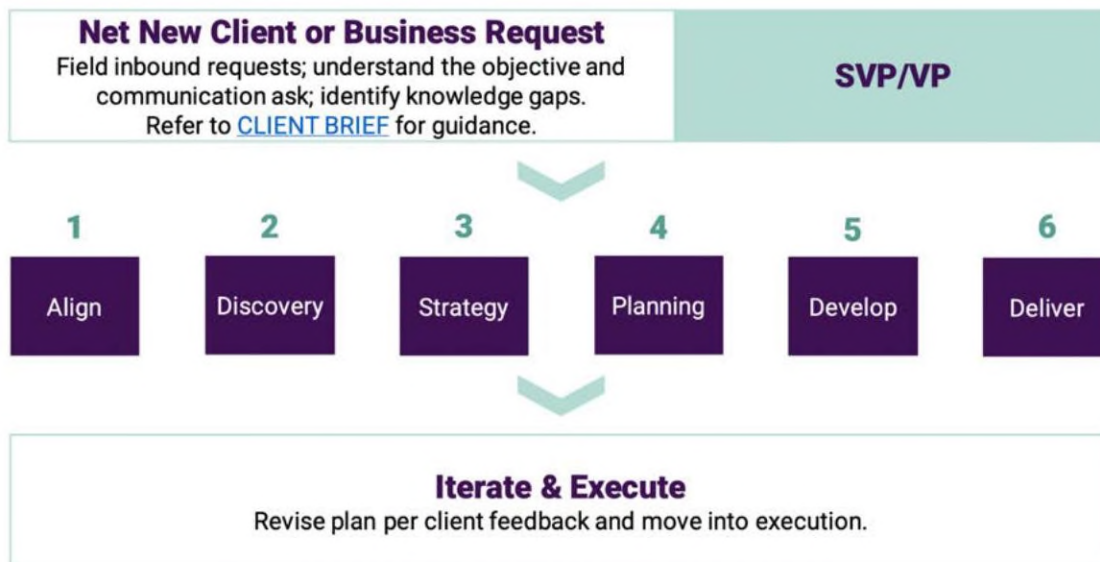 Net New Client or Business Request
Field inbound requests; understand the objective and
communication ask; identify knowledge gaps.
Refer to CLIENT BRIEF for guidance.
SVP/VP
1
2
3
4
5
6
Align
Discovery
Strategy
Planning
Develop
Deliver
Iterate & Execute
Revise plan per client feedback and move into execution.